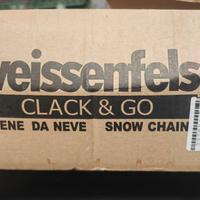 weissenfels
CLACK & GO
ENE DA NEVE SNOW CHAIN